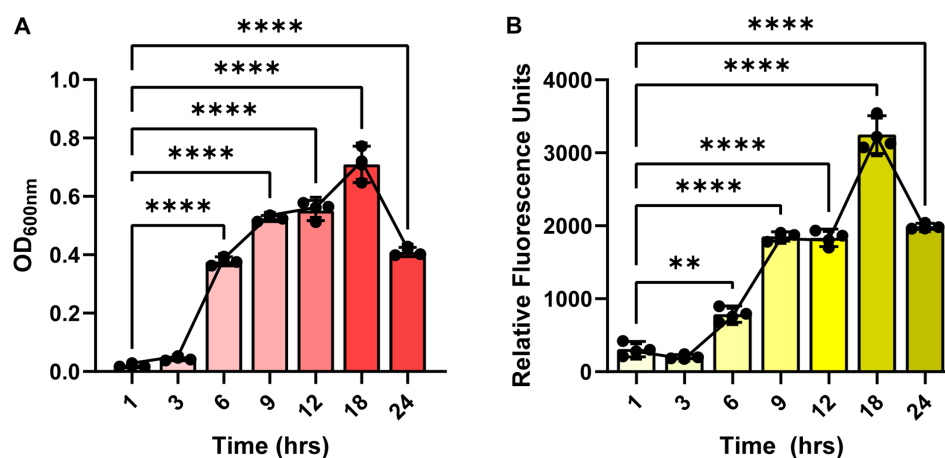 A
****
****
****
****
****
OD600nm
1.0
0.8
0.6
0.4
0.2
0.0
1 3 6 9 12 18 24
Time (hrs)
B
****
****
****
****
**
Relative Fluorescence Units
4000
3000
2000
1000
0
1 3 6 9 12 18 24
Time (hrs)